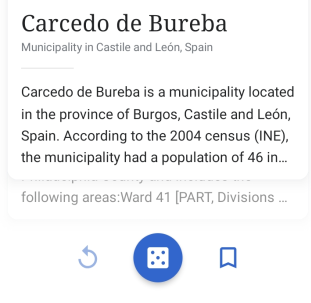 Carcedo de Bureba
Municipality in Castile and León, Spain
Carcedo de Bureba is a municipality located
in the province of Burgos, Castile and León,
Spain. According to the 2004 census (INE),
the municipality had a population of 46 in…
following areas:Ward 41 [PART, Divisions …